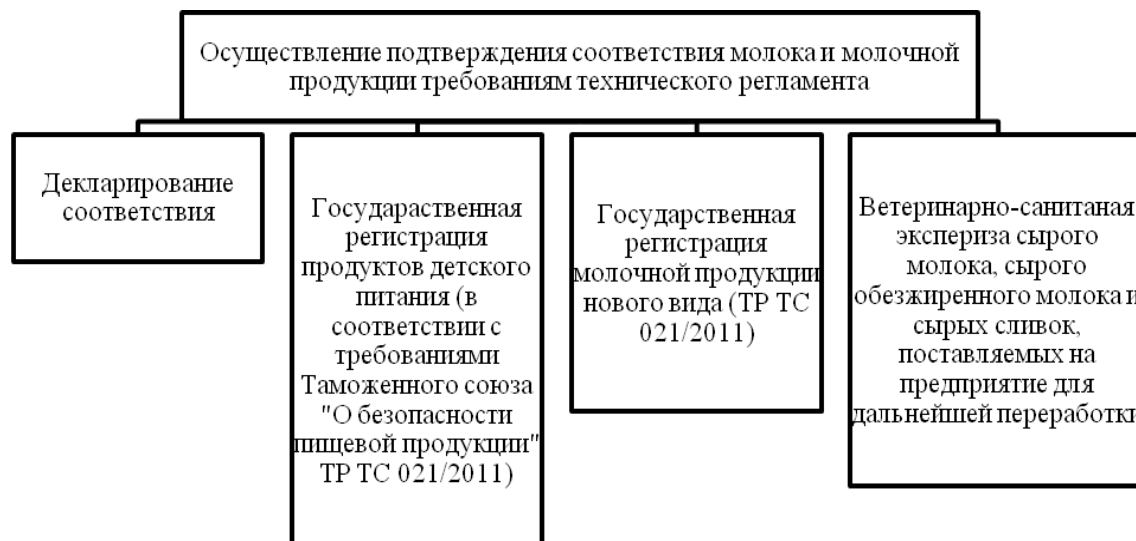 Осуществление подтверждения соответствия молока и молочной
продукции требованиям технического регламента
Декларирование
соответствия
Государаственная
регистрация
продуктов детского
питания (в
соответствии с
требованиями
Таможенного союза
"О безопасности
пищевой продукции"
ТР ТС 021/2011)
Государственная
регистрация
молочной продукции
нового вида (ТР ТС
021/2011)
Ветеринарно-санитаная
экспериза сырого
молока, сырого
обезжиренного молока и
сырых сливок,
поставляемых на
предприятие для
дальнейшей переработки